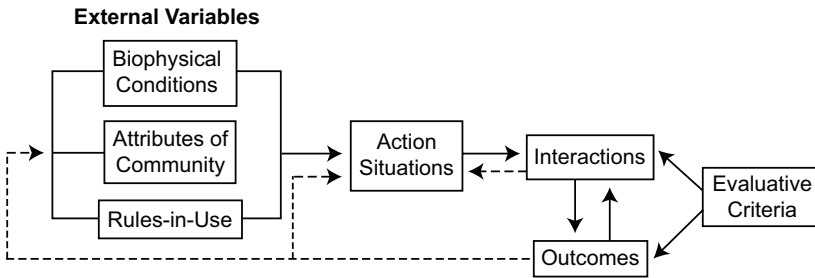 External Variables
Biophysical
Conditions
Attributes of
Community
Rules-in-Use
Action
Situations
Interactions
Outcomes
Evaluative
Criteria